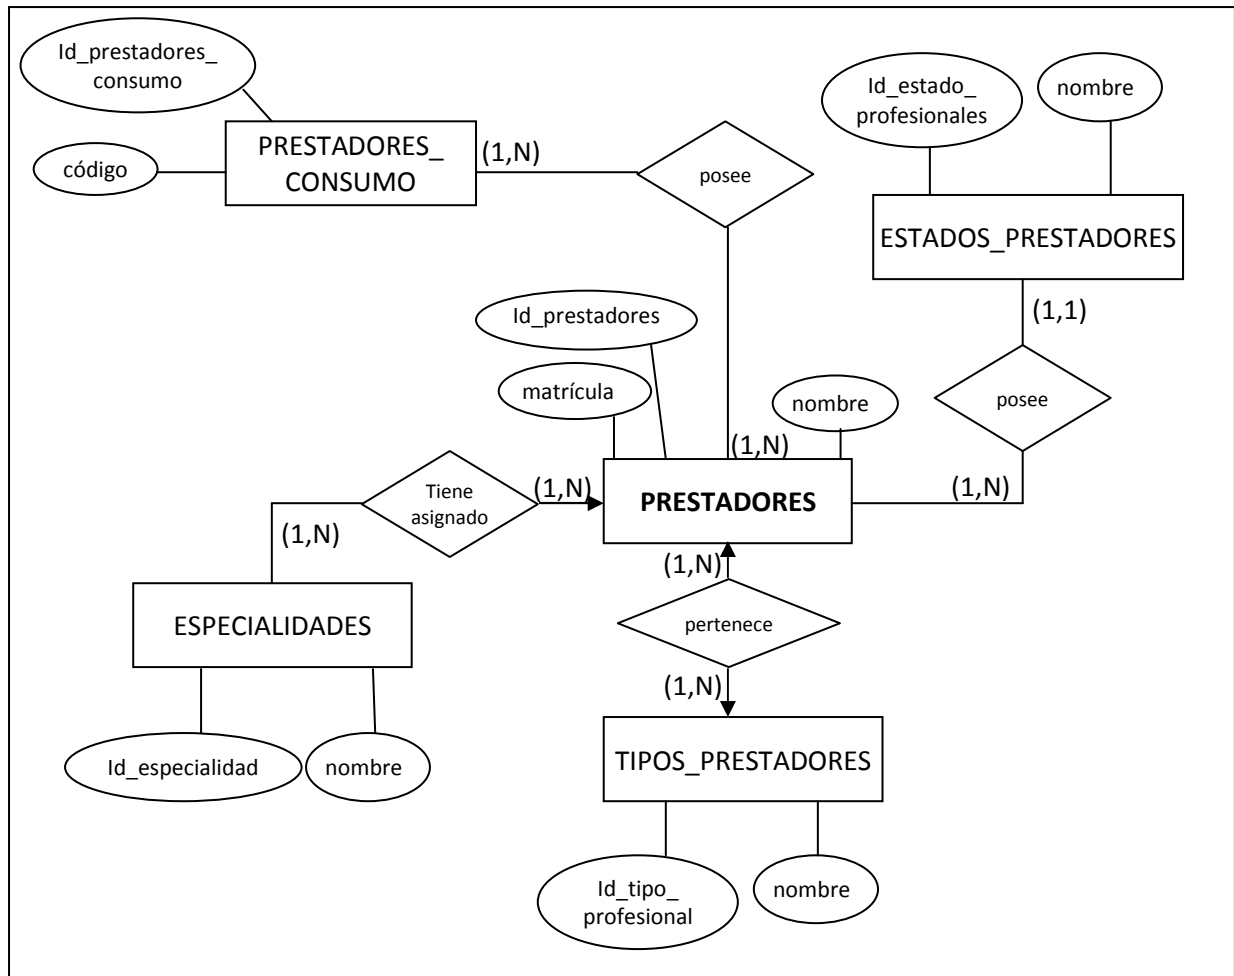 Id_prestadores_
consumo
código
PRESTADORES_
CONSUMO
(1,N)
posee
Id_estado_
profesionales
nombre
ESTADOS_PRESTADORES
(1,1)
posee
(1,N)
Id_prestadores
matrícula
nombre
(1,N)
PRESTADORES
(1,N)
Tiene
asignado
(1,N)
ESPECIALIDADES
Id_especialidad
nombre
(1,N)
pertenece
(1,N)
TIPOS_PRESTADORES
Id_tipo_
profesional
nombre